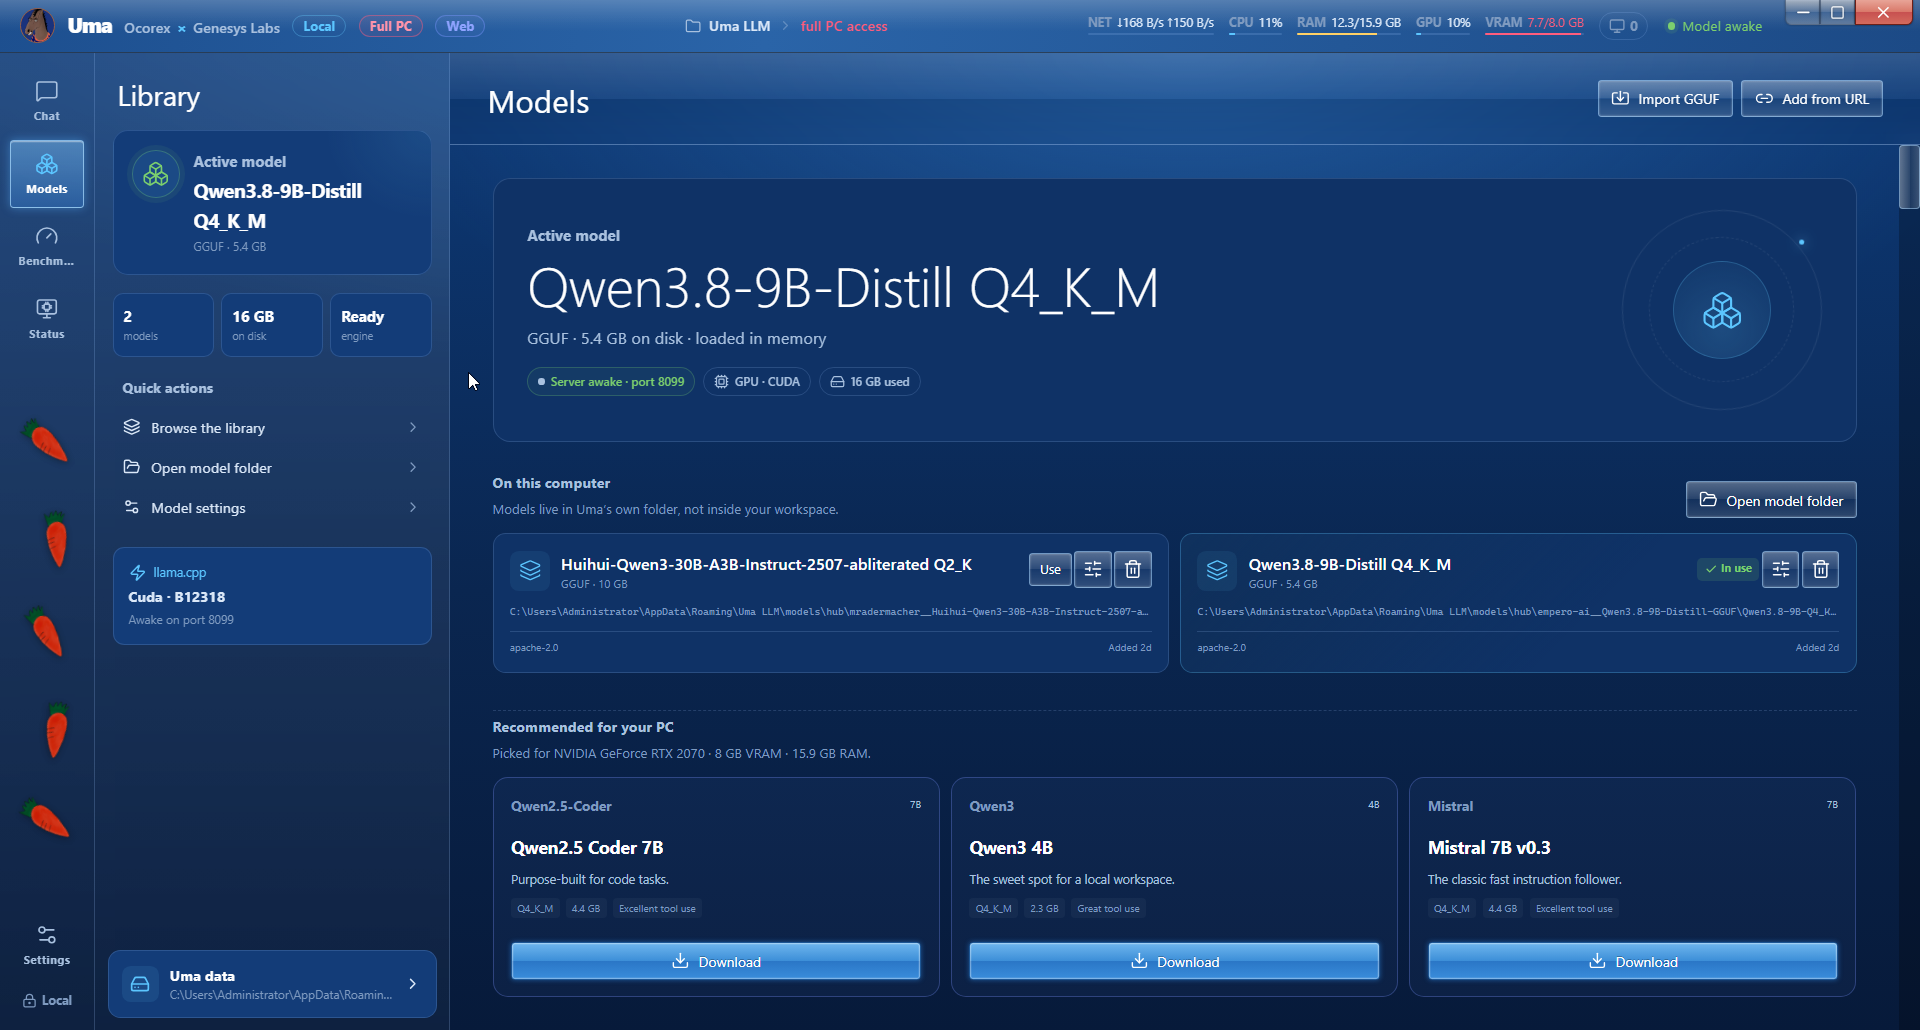 Uma Ocorex × Genesys Labs Local Full PC Web
Uma LLM > full PC access
NET ↓168 B/s ↑150 B/s CPU 11% RAM 12.3/15.9 GB GPU 10% VRAM 7.7/8.0 GB 0 Model awake
Chat
Models
Benchm...
Status
Settings
Local
Library
Active model
Qwen3.8-9B-Distill
Q4_K_M
GGUF · 5.4 GB
2
models
16 GB
on disk
Ready
engine
Quick actions
Browse the library
Open model folder
Model settings
llama.cpp
Cuda · B12318
Awake on port 8099
Uma data
C:\Users\Administrator\AppData\Roamin...
Models
Import GGUF
Add from URL
Active model
Qwen3.8-9B-Distill Q4_K_M
GGUF · 5.4 GB on disk · loaded in memory
Server awake · port 8099
GPU · CUDA
16 GB used
On this computer
Models live in Uma's own folder, not inside your workspace.
Open model folder
Huihui-Qwen3-30B-A3B-Instruct-2507-abliterated Q2_K
Use
GGUF · 10 GB
C:\Users\Administrator\AppData\Roaming\Uma LLM\models\hub\mradermacher__Huihui-Qwen3-30B-A3B-Instruct-2507-a…
apache-2.0
Added 2d
Qwen3.8-9B-Distill Q4_K_M
In use
GGUF · 5.4 GB
C:\Users\Administrator\AppData\Roaming\Uma LLM\models\hub\empero-ai__Qwen3.8-9B-Distill-GGUF\Qwen3.8-9B-Q4_K…
apache-2.0
Added 2d
Recommended for your PC
Picked for NVIDIA GeForce RTX 2070 · 8 GB VRAM · 15.9 GB RAM.
Qwen2.5-Coder
7B
Qwen2.5 Coder 7B
Purpose-built for code tasks.
Q4_K_M 4.4 GB Excellent tool use
Download
Qwen3
4B
Qwen3 4B
The sweet spot for a local workspace.
Q4_K_M 2.3 GB Great tool use
Download
Mistral
7B
Mistral 7B v0.3
The classic fast instruction follower.
Q4_K_M 4.4 GB Excellent tool use
Download